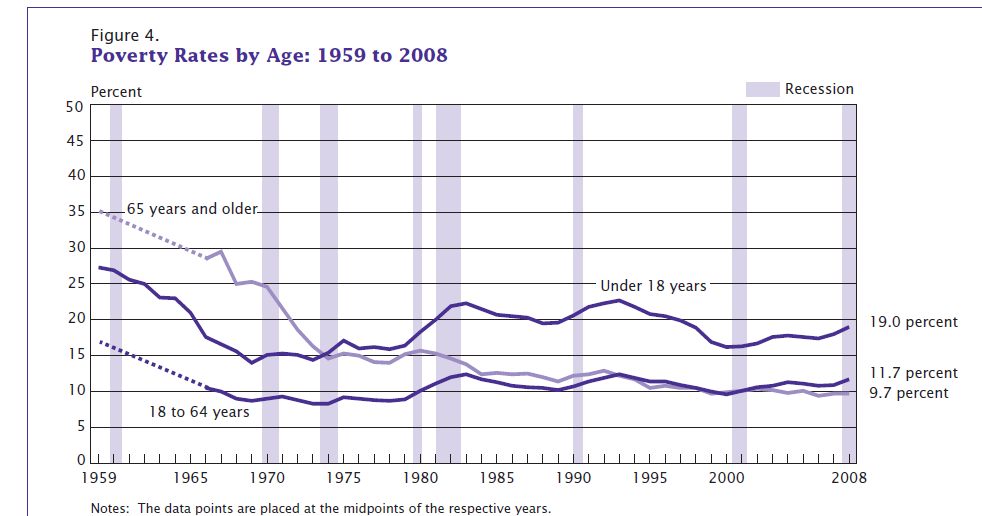 Figure 4.
Poverty Rates by Age: 1959 to 2008
Percent
Recession
50
45
40
35
30
25
20
15
10
5
0
65 years and older
Under 18 years
18 to 64 years
19.0 percent
11.7 percent
9.7 percent
1959 1965 1970 1975 1980 1985 1990 1995 2000 2008
Notes: The data points are placed at the midpoints of the respective years.